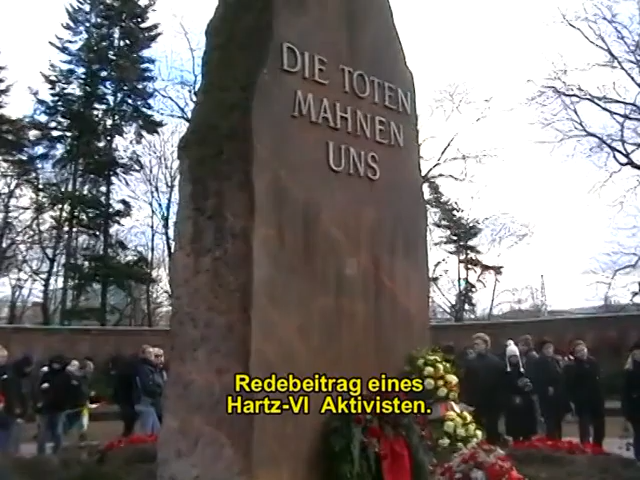 DIE TOTEN
MAHNEN
UNS
Redebeitrag eines
Hartz-VI Aktivisten.